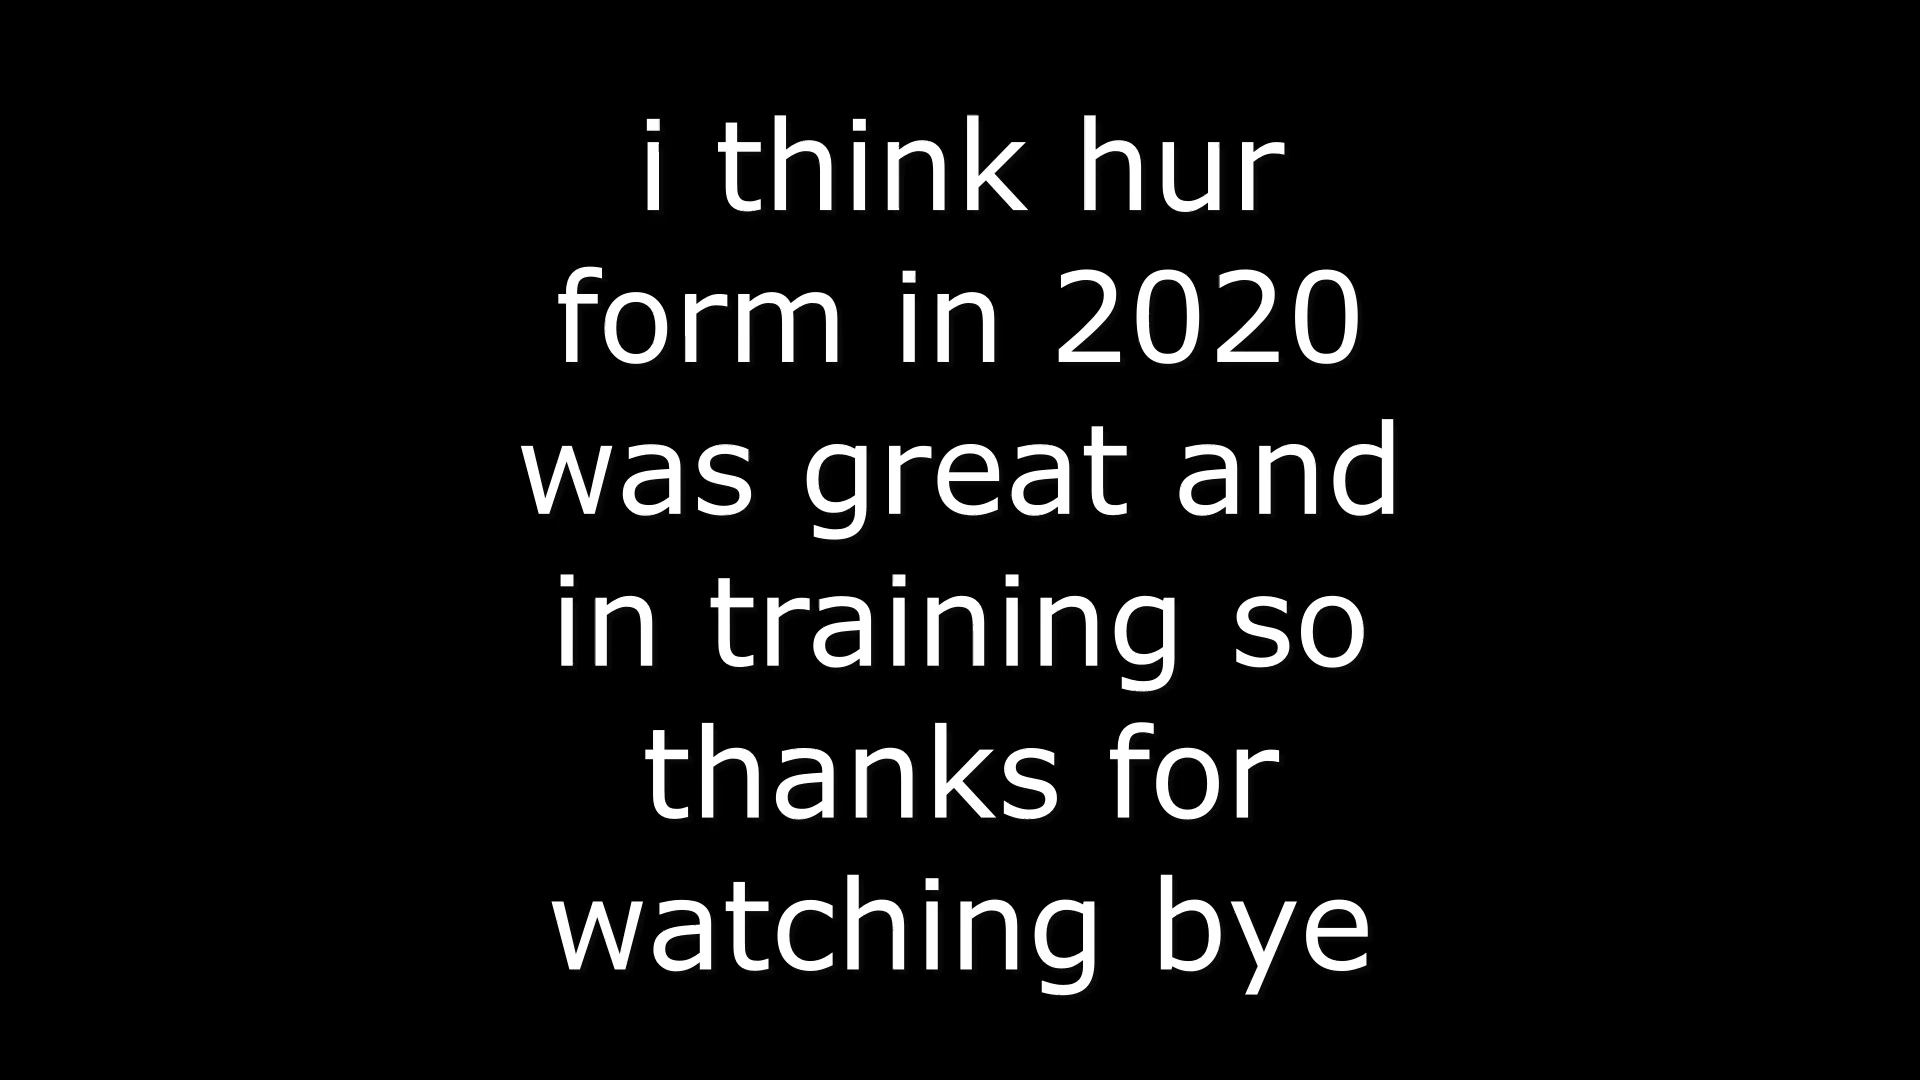 i think hur
form in 2020
was great and
in training so
thanks for
watching bye